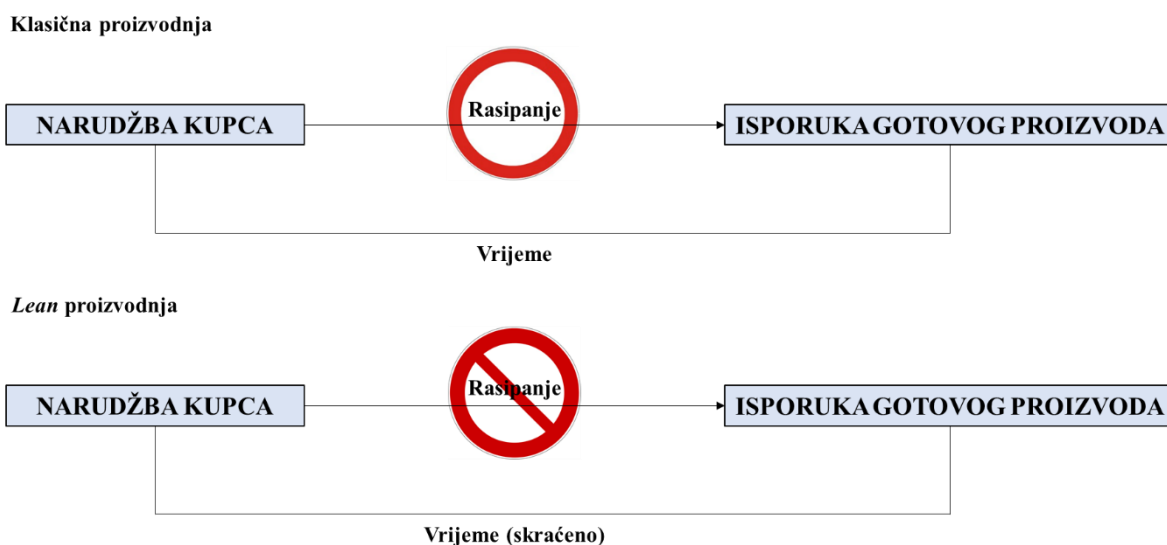 Klasična proizvodnja
Rasipanje
NARUDŽBA KUPCA
ISPORUKA GOTOVOG PROIZVODA
Vrijeme
Lean proizvodnja
Rasipanje
NARUDŽBA KUPCA
ISPORUKA GOTOVOG PROIZVODA
Vrijeme (skraćeno)